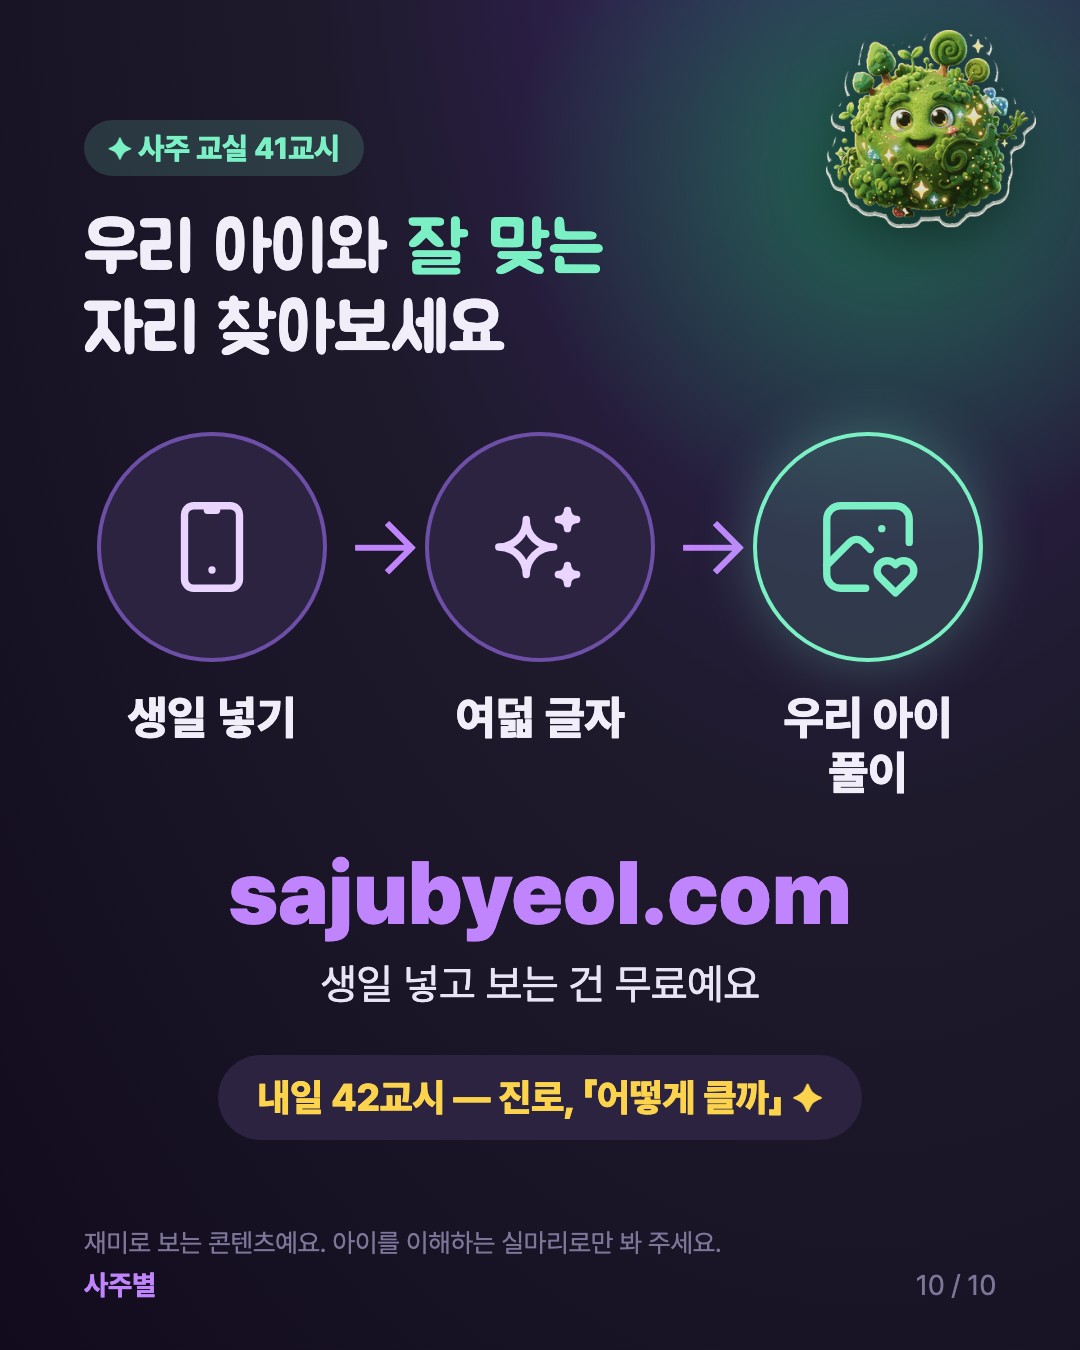 ✦ 사주 교실 41교시
우리 아이와 잘 맞는
자리 찾아보세요
생일 넣기
여덟 글자
우리 아이
풀이
sajubyeol.com
생일 넣고 보는 건 무료예요
내일 42교시 — 진로, 「어떻게 클까」 ✦
재미로 보는 콘텐츠예요. 아이를 이해하는 실마리로만 봐 주세요.
사주별
10 / 10